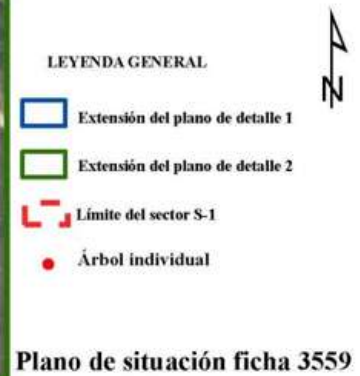 N
LEYENDA GENERAL
Extensión del plano de detalle 1
Extensión del plano de detalle 2
Límite del sector S-1
Árbol individual
Plano de situación ficha 3559